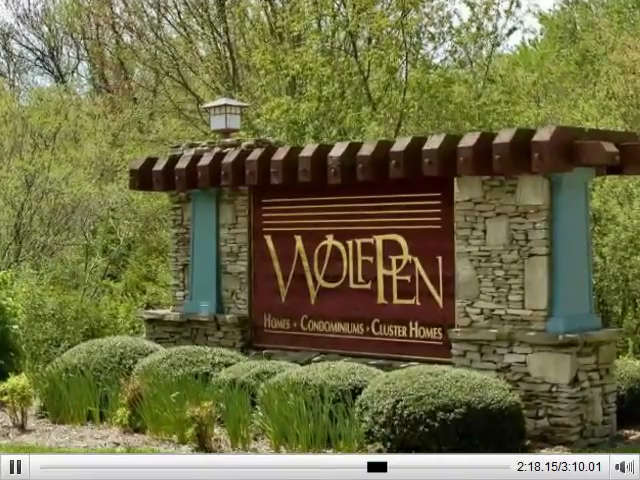 WOLFPEN
HOMES • CONDOMINIUMS • CLUSTER HOMES
2:18.15/3:10.01